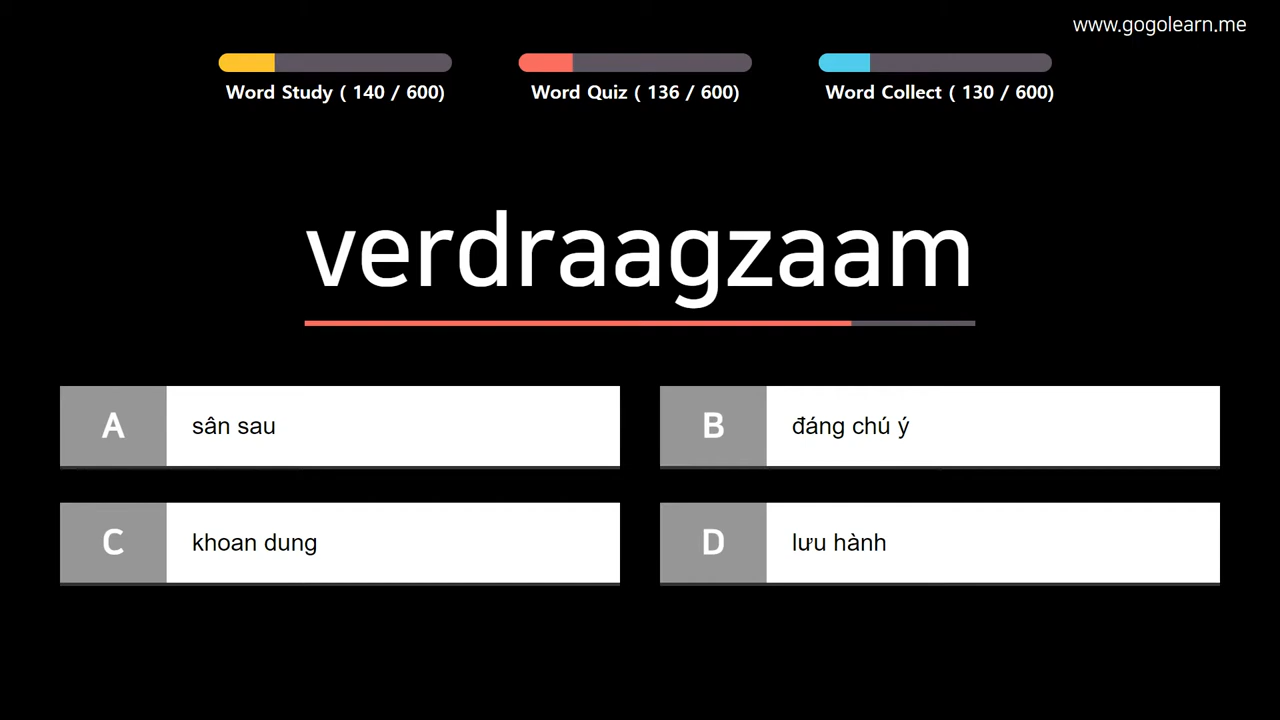 www.gogolearn.me
Word Study ( 140 / 600)
Word Quiz ( 136 / 600)
Word Collect ( 130 / 600)
verdraagzaam
A sân sau
B đáng chú ý
C khoan dung
D lưu hành